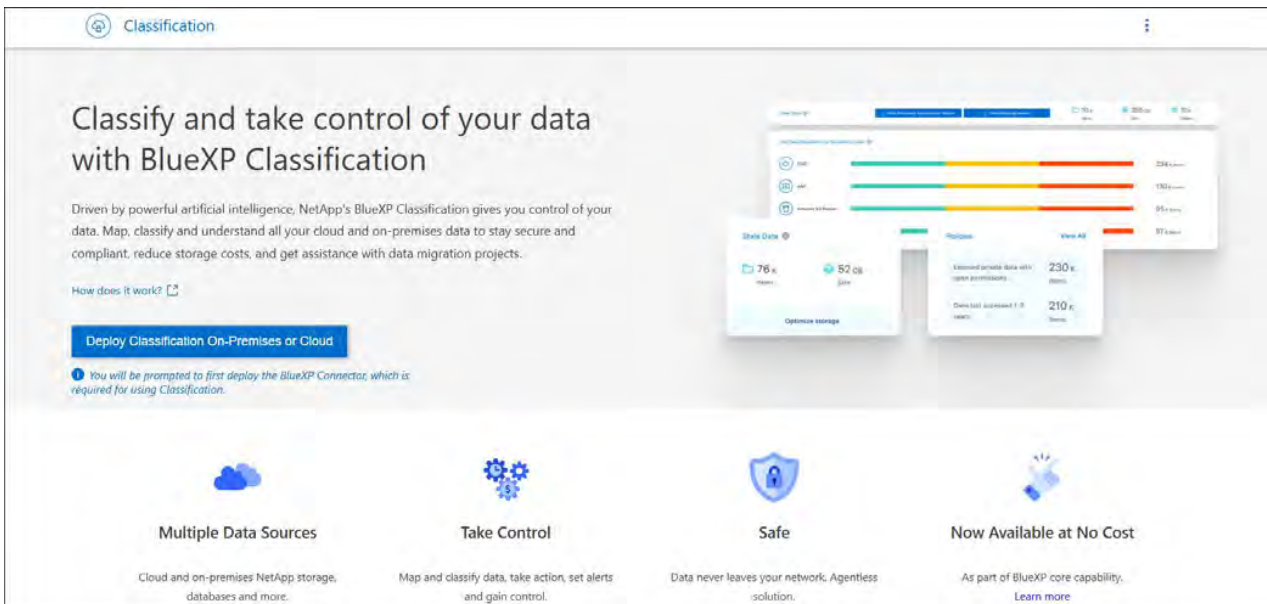 Classification
Classify and take control of your data
with BlueXP Classification
Driven by powerful artificial intelligence, NetApp's BlueXP Classification gives you control of your
data. Map, classify and understand all your cloud and on-premises data to stay secure and
compliant, reduce storage costs, and get assistance with data migration projects.
How does it work?
Deploy Classification On-Premises or Cloud
You will be prompted to first deploy the BlueXP Connector, which is
required for using Classification.
Stale Data
76 K
52 GB
Optimize storage
Policies
View All
230 K
210 K
Multiple Data Sources
Cloud and on-premises NetApp storage,
databases and more.
Take Control
Map and classify data, take action, set alerts
and gain control.
Safe
Data never leaves your network. Agentless
solution.
Now Available at No Cost
As part of BlueXP core capability.
Learn more